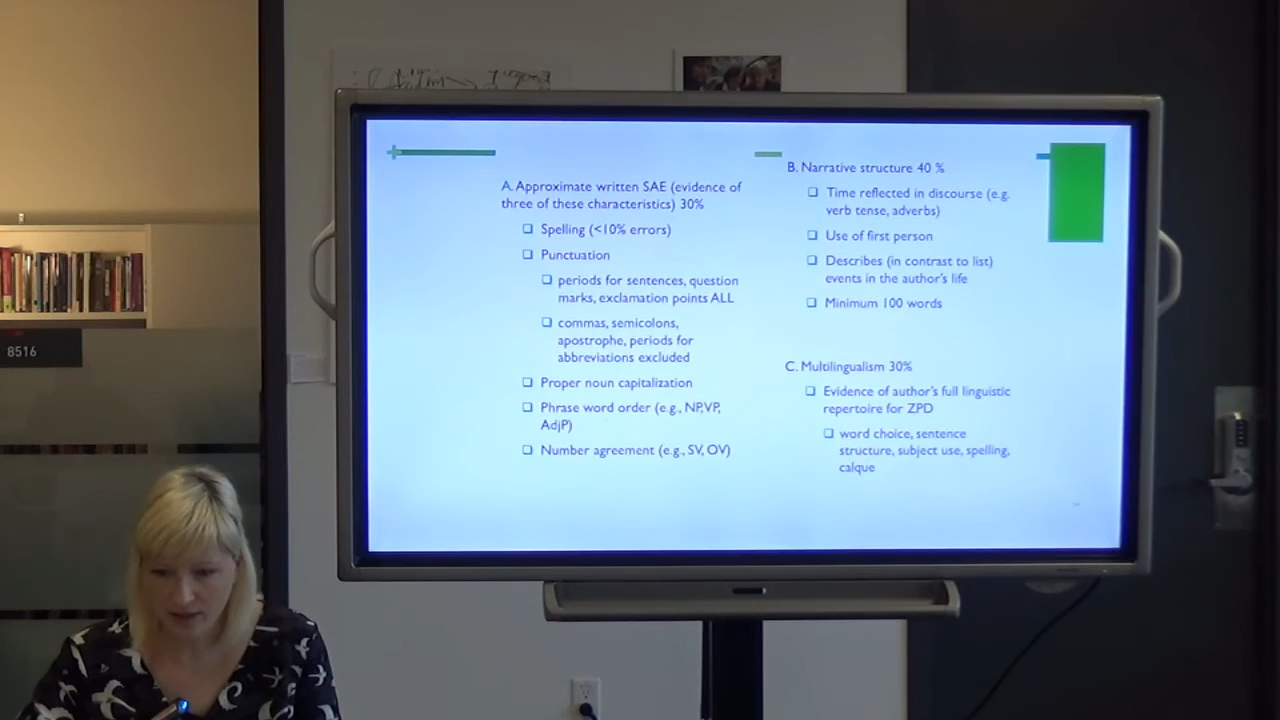 A. Approximate written SAE (evidence of
three of these characteristics) 30%
Spelling (<10% errors)
Punctuation
periods for sentences, question
marks, exclamation points ALL
commas, semicolons,
apostrophe, periods for
abbreviations excluded
Proper noun capitalization
Phrase word order (e.g., NP,VP,
AdjP)
Number agreement (e.g., SV, OV)
B. Narrative structure 40 %
Time reflected in discourse (e.g.
verb tense, adverbs)
Use of first person
Describes (in contrast to list)
events in the author's life
Minimum 100 words
C. Multilingualism 30%
Evidence of author's full linguistic
repertoire for ZPD
word choice, sentence
structure, subject use, spelling,
calque
8516